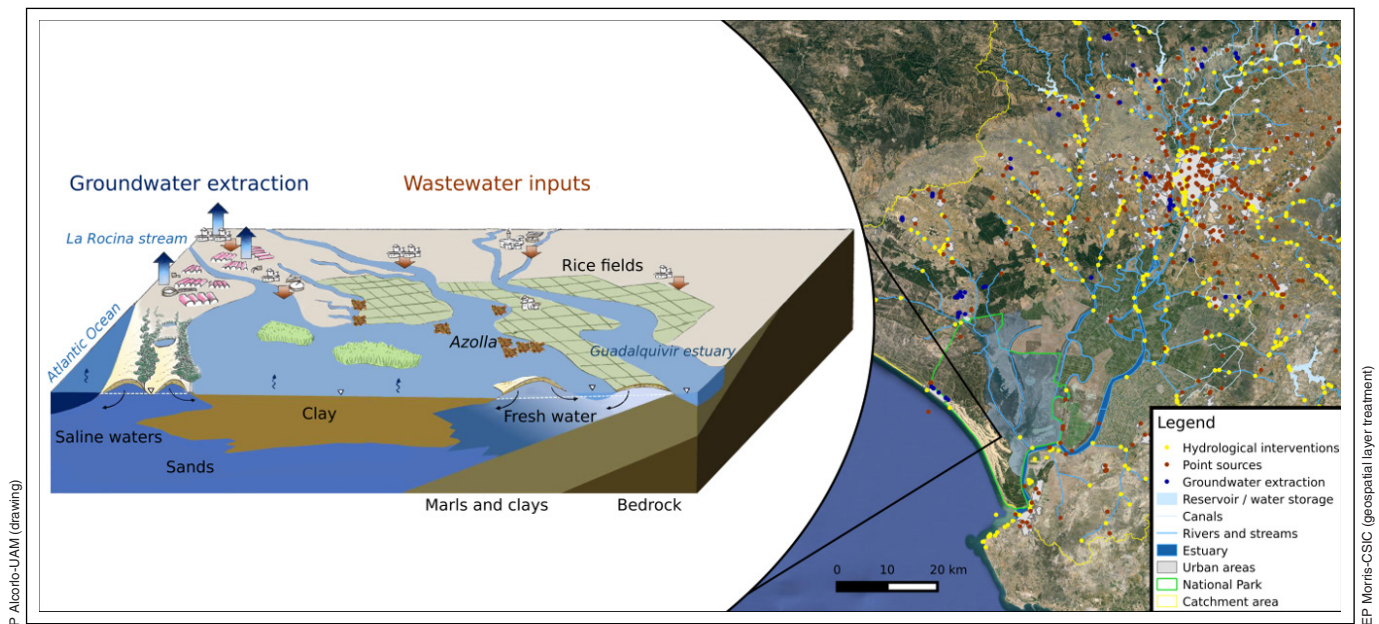 Groundwater extraction
Wastewater inputs
La Rocina stream
Rice fields
Atlantic Ocean
Azolla
Guadalquivir estuary
Clay
Fresh water
Saline waters
Sands
Marls and clays
Bedrock
Legend
Hydrological interventions
Point sources
Groundwater extraction
Reservoir / water storage
Canals
Rivers and streams
Estuary
Urban areas
National Park
Catchment area
0 10 20 km
P Alcorlo-UAM (drawing)
EP Morris-CSIC (geospatial layer treatment)